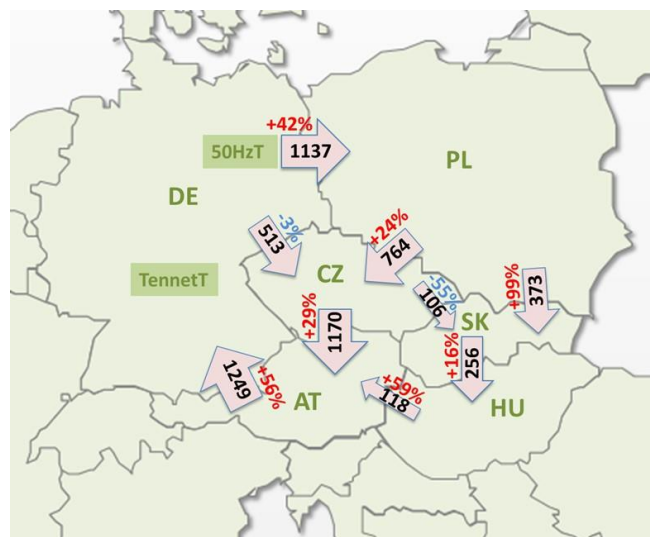 +42%
50HzT
1137
PL
DE
513
-3%
+24%
764
CZ
TennetT
106
-55%
+99%
373
SK
+29%
1170
+16%
256
1249
+56%
AT
+59%
118
HU